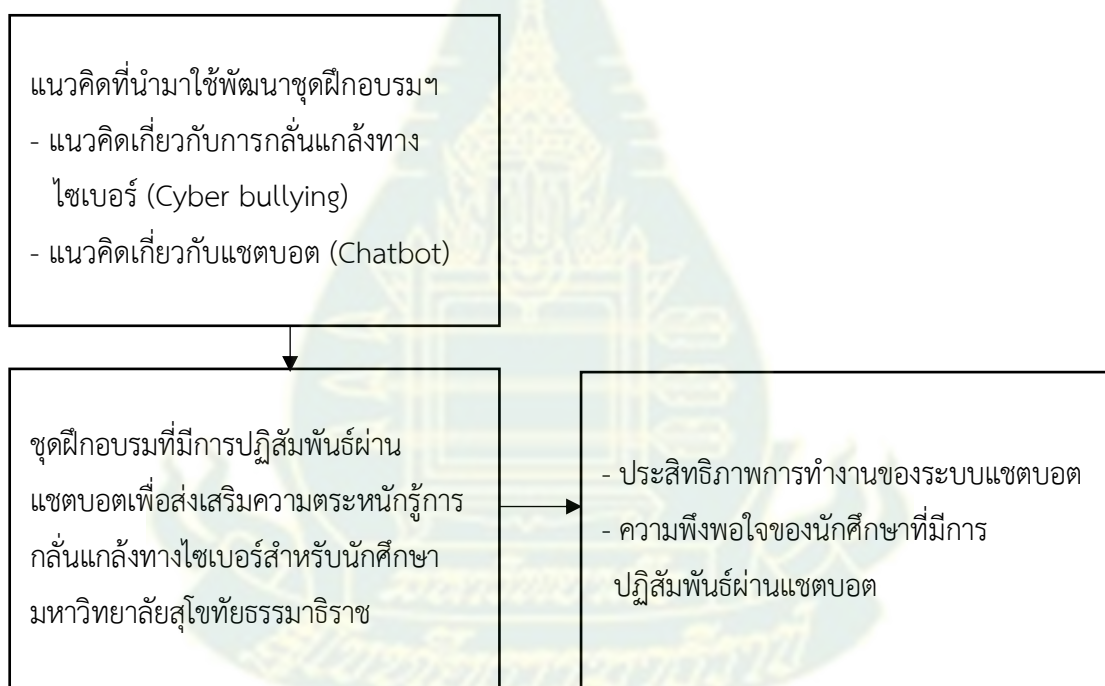 แนวคิดที่นำมาใช้พัฒนาชุดฝึกอบรมฯ
- แนวคิดเกี่ยวกับการกลั่นแกล้งทาง
ไซเบอร์ (Cyber bullying)
- แนวคิดเกี่ยวกับแชตบอต (Chatbot)
ชุดฝึกอบรมที่มีการปฏิสัมพันธ์ผ่าน
แชตบอตเพื่อส่งเสริมความตระหนักรู้การ
กลั่นแกล้งทางไซเบอร์สำหรับนักศึกษา
มหาวิทยาลัยสุโขทัยธรรมาธิราช
- ประสิทธิภาพการทำงานของระบบแชตบอต
- ความพึงพอใจของนักศึกษาที่มีการ
ปฏิสัมพันธ์ผ่านแชตบอต